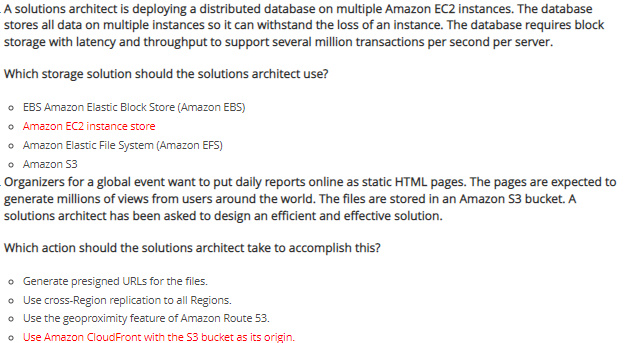 A solutions architect is deploying a distributed database on multiple Amazon EC2 instances. The database
stores all data on multiple instances so it can withstand the loss of an instance. The database requires block
storage with latency and throughput to support several million transactions per second per server.
Which storage solution should the solutions architect use?
EBS Amazon Elastic Block Store (Amazon EBS)
Amazon EC2 instance store
Amazon Elastic File System (Amazon EFS)
Amazon S3
Organizers for a global event want to put daily reports online as static HTML pages. The pages are expected to
generate millions of views from users around the world. The files are stored in an Amazon S3 bucket. A
solutions architect has been asked to design an efficient and effective solution.
Which action should the solutions architect take to accomplish this?
Generate presigned URLs for the files.
Use cross-Region replication to all Regions.
Use the geoproximity feature of Amazon Route 53.
Use Amazon CloudFront with the S3 bucket as its origin.